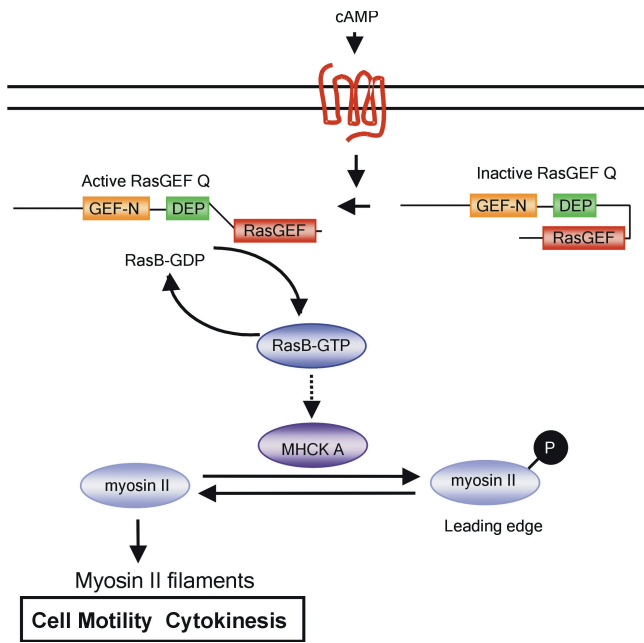 cAMP
Active RasGEF Q
Inactive RasGEF Q
GEF-N
DEP
RasGEF
GEF-N
DEP
RasGEF
RasB-GDP
RasB-GTP
MHCK A
myosin II
myosin II
P
Leading edge
Myosin II filaments
Cell Motility Cytokinesis